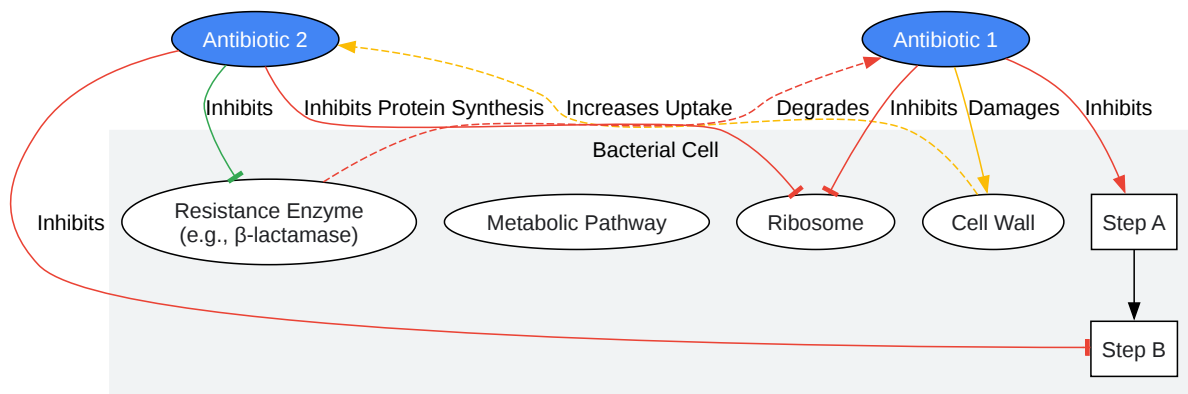 Antibiotic 2
Antibiotic 1
Inhibits
Inhibits Protein Synthesis
Increases Uptake
Degrades
Inhibits
Damages
Inhibits
Bacterial Cell
Inhibits
Resistance Enzyme
(e.g., β-lactamase)
Metabolic Pathway
Ribosome
Cell Wall
Step A
Step B